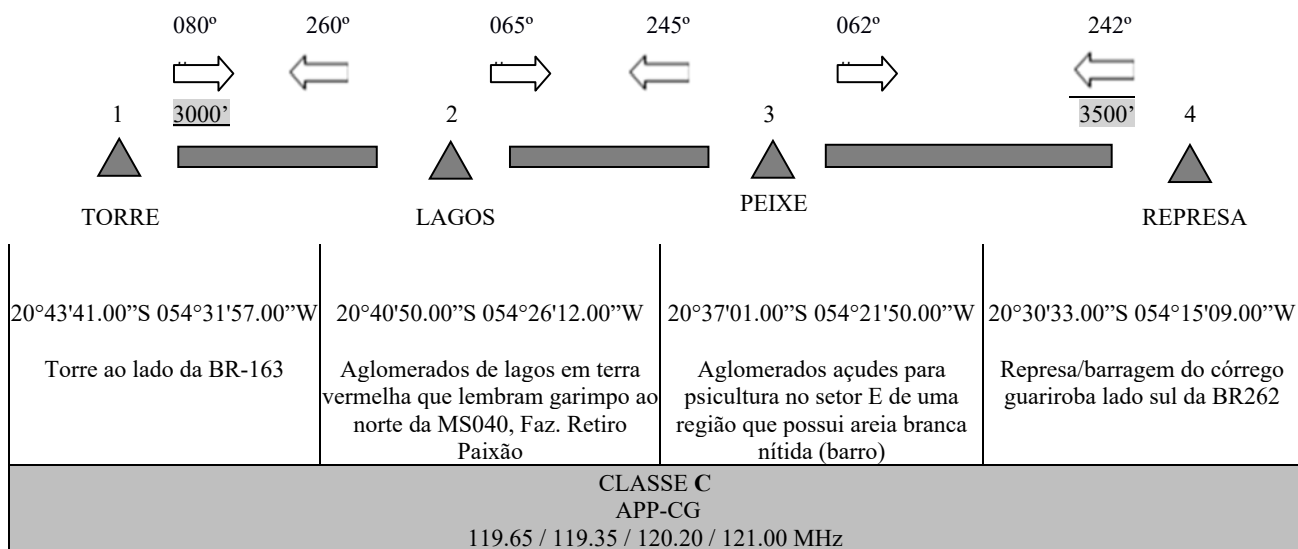 080º 260º 065º 245º 062º 242º
1 3000’ 2 3 3500’ 4
TORRE LAGOS PEIXE REPRESA
20°43'41.00”S 054°31'57.00”W
Torre ao lado da BR-163
20°40'50.00”S 054°26'12.00”W
Aglomerados de lagos em terra
vermelha que lembram garimpo ao
norte da MS040, Faz. Retiro
Paixão
20°37'01.00”S 054°21'50.00”W
Aglomerados açudes para
psicultura no setor E de uma
região que possui areia branca
nítida (barro)
20°30'33.00”S 054°15'09.00”W
Represa/barragem do córrego
guariroba lado sul da BR262
CLASSE C
APP-CG
119.65 / 119.35 / 120.20 / 121.00 MHz